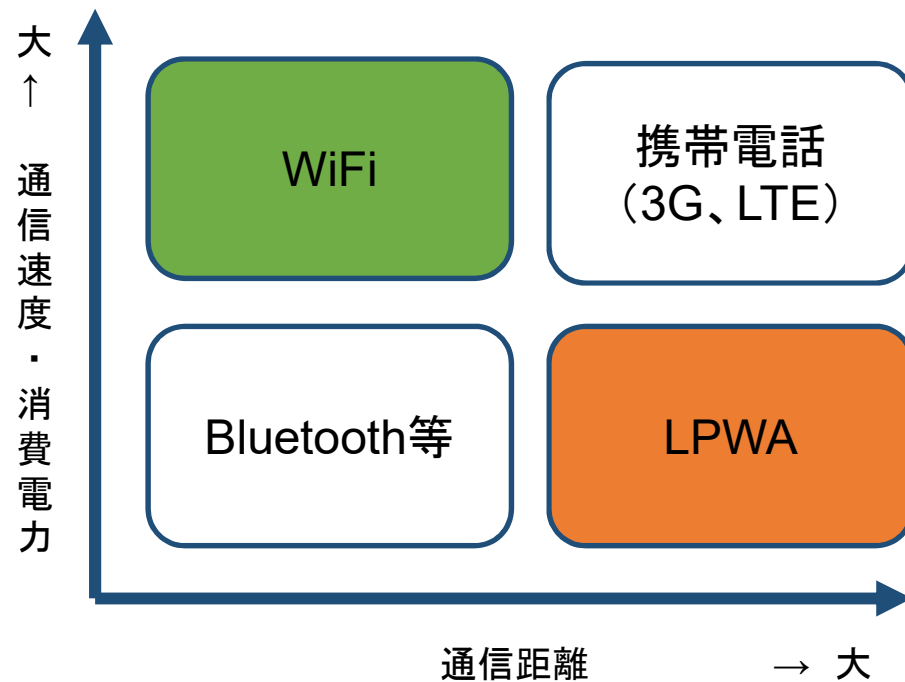 大
↑
通信速度・消費電力
WiFi
携帯電話
（3G、LTE）
Bluetooth等
LPWA
通信距離 → 大